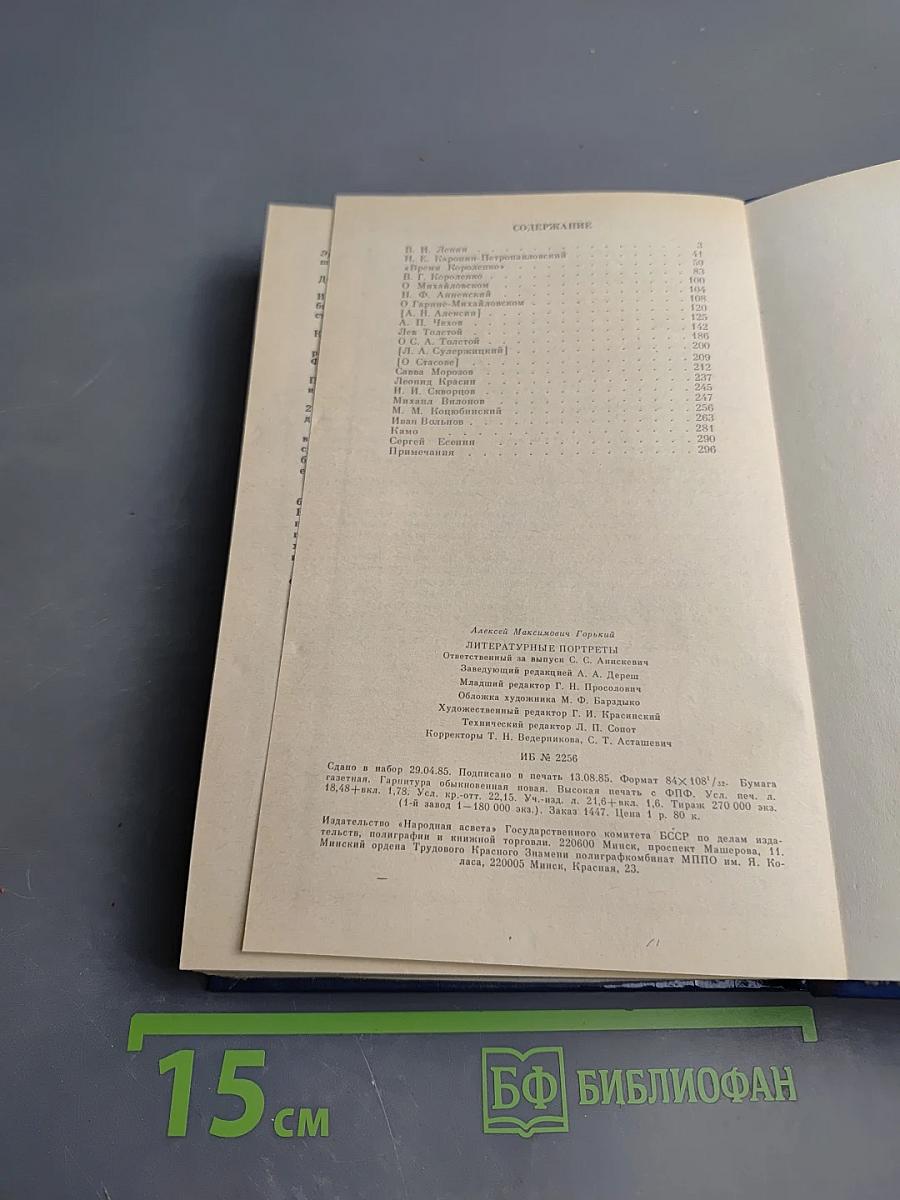 СОДЕРЖАНИЕ
В. И. Ленин 3
Н. Е. Каронин-Петропавловский 41
«Время Короленко» 59
В. Г. Короленко 83
О Михайловском 100
Н. Ф. Анненский 104
О Гарине-Михайловском 108
[А. Н. Алексин] 120
А. П. Чехов 125
Лев Толстой 142
О С. А. Толстой 186
[Л. А. Сулержицкий] 200
[О Стасове] 209
Савва Морозов 212
Леонид Красин 237
И. И. Скворцов 245
Михаил Вилонов 247
М. М. Коцюбинский 256
Иван Вольнов 263
Камо 281
Сергей Есенин 290
Примечания 296
Алексей Максимович Горький
ЛИТЕРАТУРНЫЕ ПОРТРЕТЫ
Ответственный за выпуск С. С. Анискевич
Заведующий редакцией А. А. Дереш
Младший редактор Г. Н. Просолович
Обложка художника М. Ф. Барздыко
Художественный редактор Г. И. Красинский
Технический редактор Л. П. Сопот
Корректоры Т. Н. Ведерникова, С. Т. Асташевич
ИБ № 2256
Сдано в набор 29.04.85. Подписано в печать 13.08.85. Формат 84×108¹/₃₂. Бумага
газетная. Гарнитура обыкновенная новая. Высокая печать с ФПФ. Усл. печ. л.
18,48+вкл. 1,78. Усл. кр.-отт. 22,15. Уч.-изд. л. 21,6+вкл. 1,6. Тираж 270 000 экз.
(1-й завод 1—180 000 экз.). Заказ 1447. Цена 1 р. 80 к.
Издательство «Народная асвета» Государственного комитета БССР по делам изда-
тельств, полиграфии и книжной торговли. 220600 Минск, проспект Машерова, 11.
Минский ордена Трудового Красного Знамени полиграфкомбинат МППО им. Я. Ко-
ласа, 220005 Минск, Красная, 23.
15 см
БФ БИБЛИОФАН